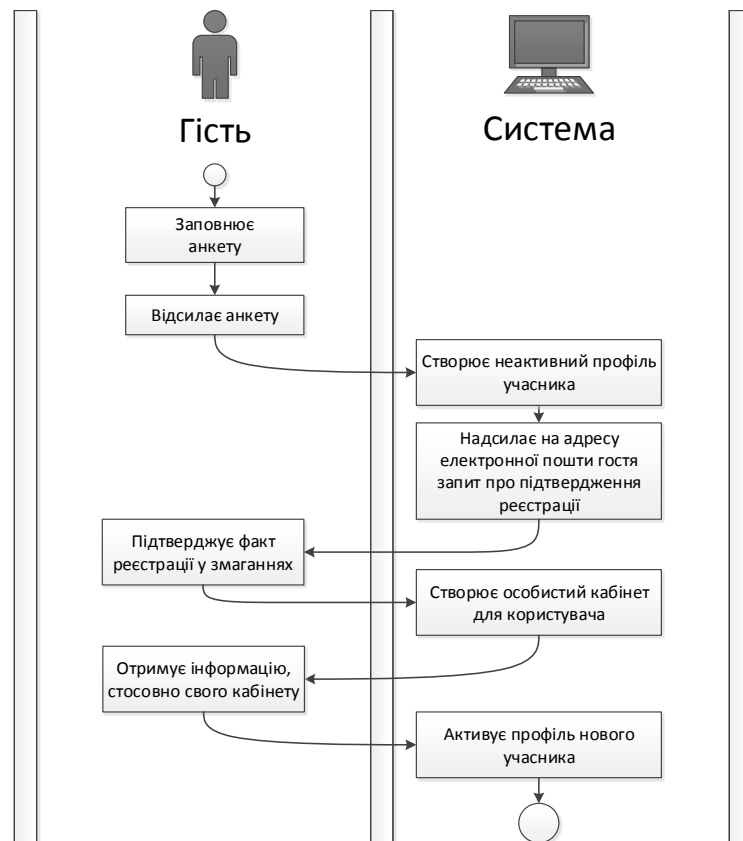 Гість
Система
Заповнює
анкету
Відсилає анкету
Створює неактивний профіль
учасника
Надсилає на адресу
електронної пошти гостя
запит про підтвердження
реєстрації
Підтверджує факт
реєстрації у змаганнях
Створює особистий кабінет
для користувача
Отримує інформацію,
стосовно свого кабінету
Активує профіль нового
учасника